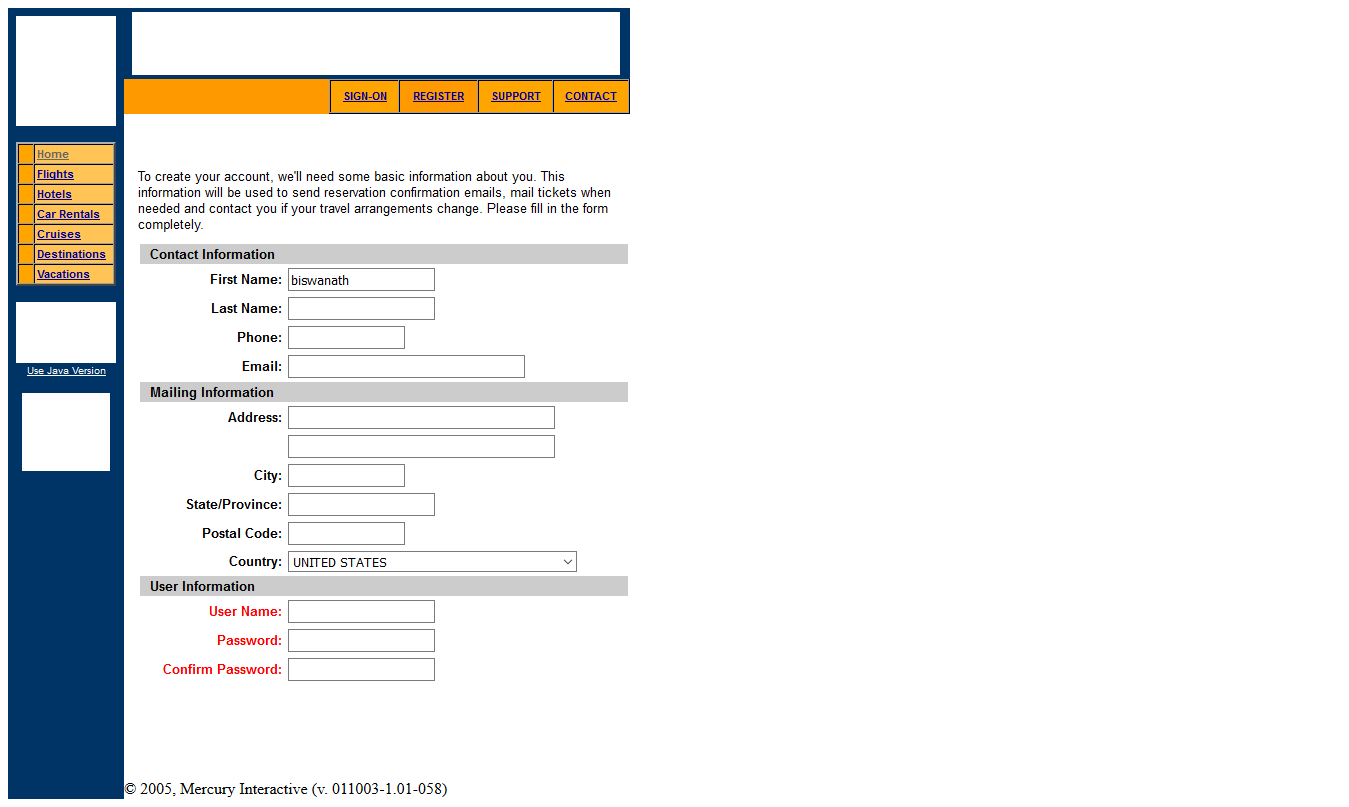 SIGN-ON REGISTER SUPPORT CONTACT
Home
Flights
Hotels
Car Rentals
Cruises
Destinations
Vacations
Use Java Version
To create your account, we'll need some basic information about you. This
information will be used to send reservation confirmation emails, mail tickets when
needed and contact you if your travel arrangements change. Please fill in the form
completely.
Contact Information
First Name: biswanath
Last Name:
Phone:
Email:
Mailing Information
Address:
City:
State/Province:
Postal Code:
Country: UNITED STATES
User Information
User Name:
Password:
Confirm Password:
© 2005, Mercury Interactive (v. 011003-1.01-058)